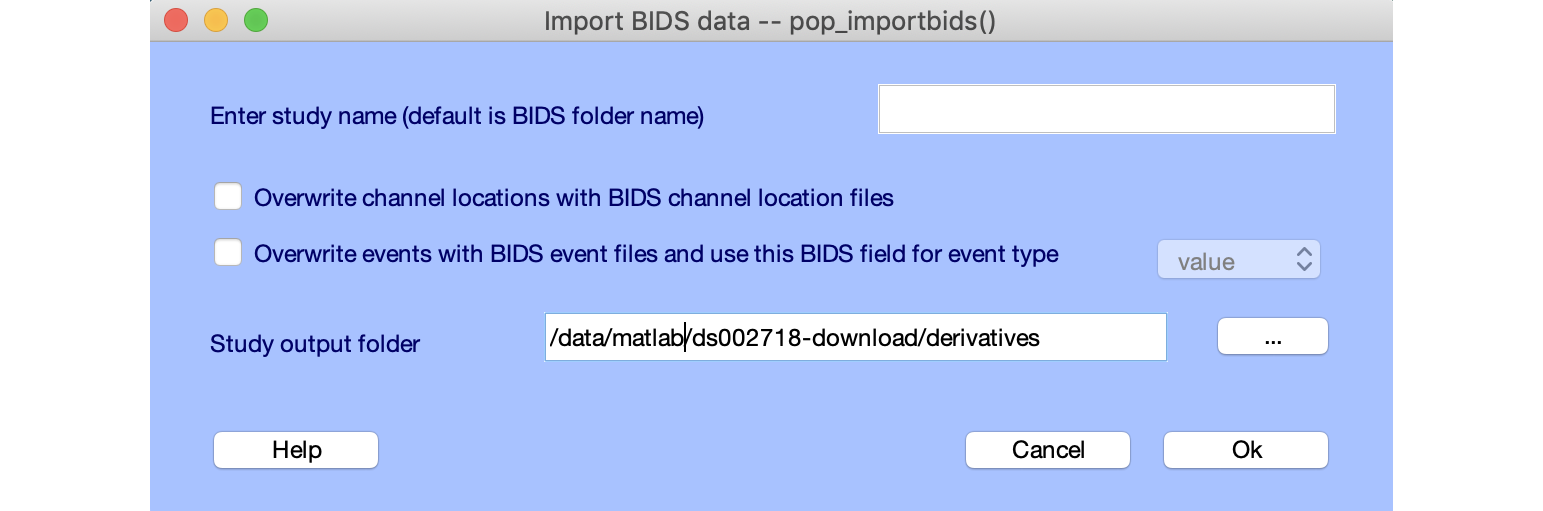 Import BIDS data -- pop_importbids()
Enter study name (default is BIDS folder name)
Overwrite channel locations with BIDS channel location files
Overwrite events with BIDS event files and use this BIDS field for event type value
Study output folder /data/matlab/ds002718-download/derivatives ...
Help Cancel Ok